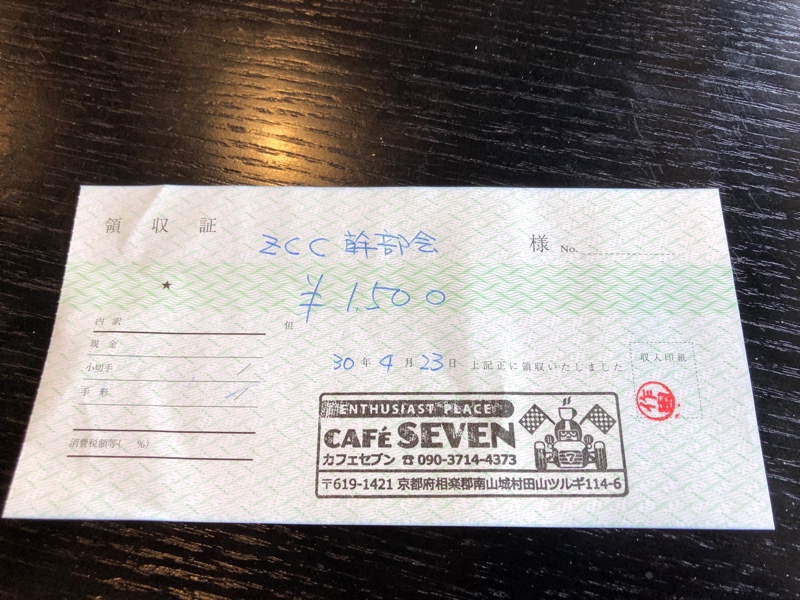 領収証
ZCC 幹部会 様 No.
★
¥1,500
内訳
現金
小切手
手形
消費税額等( %)
但
30年4月23日 上記正に領収いたしました
収入印紙
ENTHUSIAST PLACE
CAFÉ SEVEN
カフェセブン ☎090-3714-4373
〒619-1421 京都府相楽郡南山城村田山ツルギ114-6